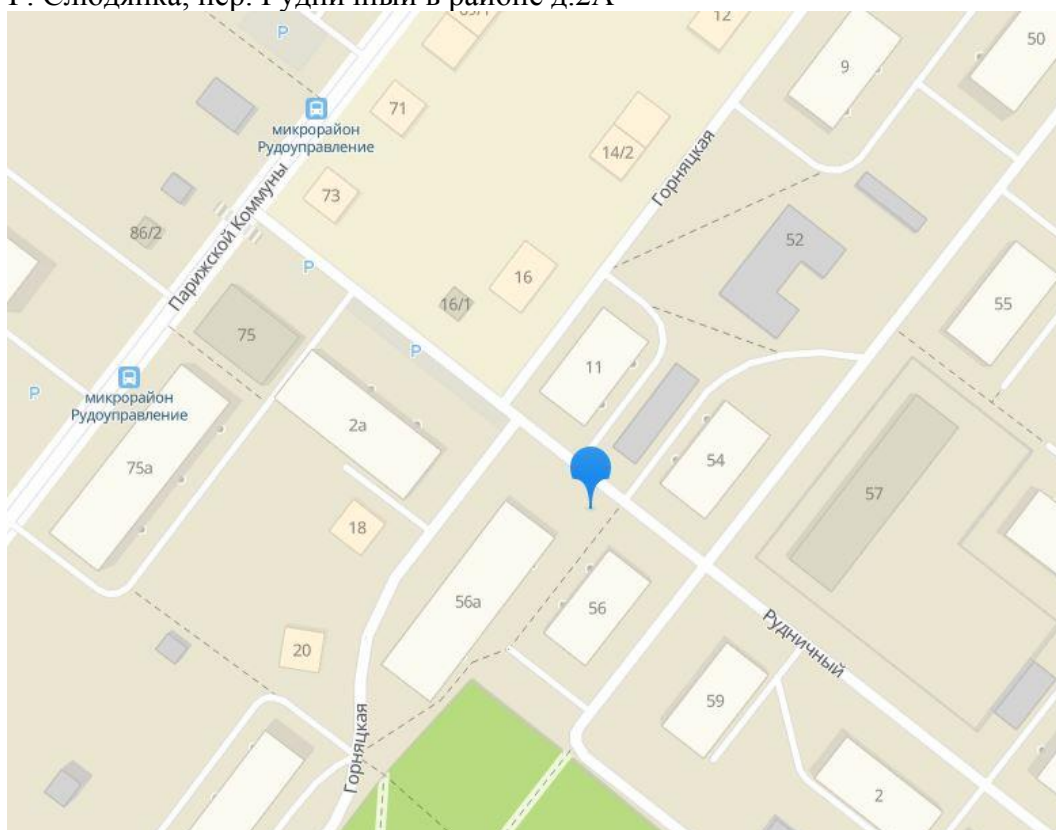 Г. Слюдянка, пер. Рудничный в районе д.2А
P
69/1
12
50
9
71
микрорайон
Рудоуправление
14/2
Горняцкая
73
86/2
Парижской Коммуны
52
P
16
16/1
55
75
P
11
P
микрорайон
Рудоуправление
2а
75а
54
57
18
56а
56
Рудничный
20
59
Горняцкая
2